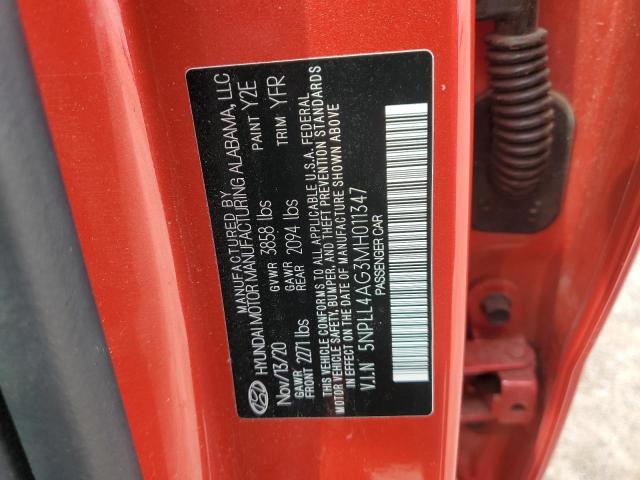 MANUFACTURED BY
HYUNDAI MOTOR MANUFACTURING ALABAMA, LLC
Nov/13/20 GVWR 3858 lbs PAINT Y2E
GAWR FRONT 2271 lbs GAWR REAR 2094 lbs TRIM YFR
THIS VEHICLE CONFORMS TO ALL APPLICABLE U.S.A. FEDERAL
MOTOR VEHICLE SAFETY, BUMPER, AND THEFT PREVENTION STANDARDS
IN EFFECT ON THE DATE OF MANUFACTURE SHOWN ABOVE
V.I.N 5NPLL4AG3MH011347
PASSENGER CAR